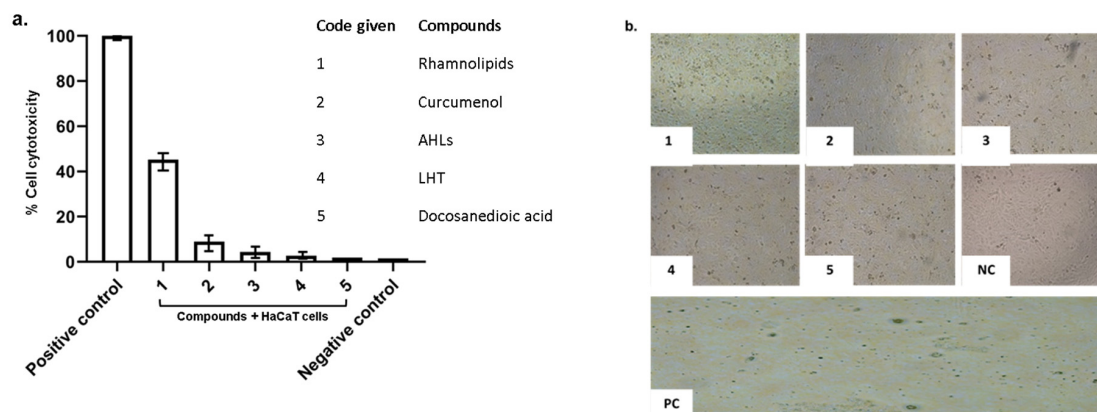 a.
Code given Compounds
1 Rhamnolipids
2 Curcumenol
3 AHLs
4 LHT
5 Docosanedioic acid
% Cell cytotoxicity
100
80
60
40
20
0
Positive control
1
2
3
4
5
Negative control
Compounds + HaCaT cells
b.
1
2
3
4
5
NC
PC